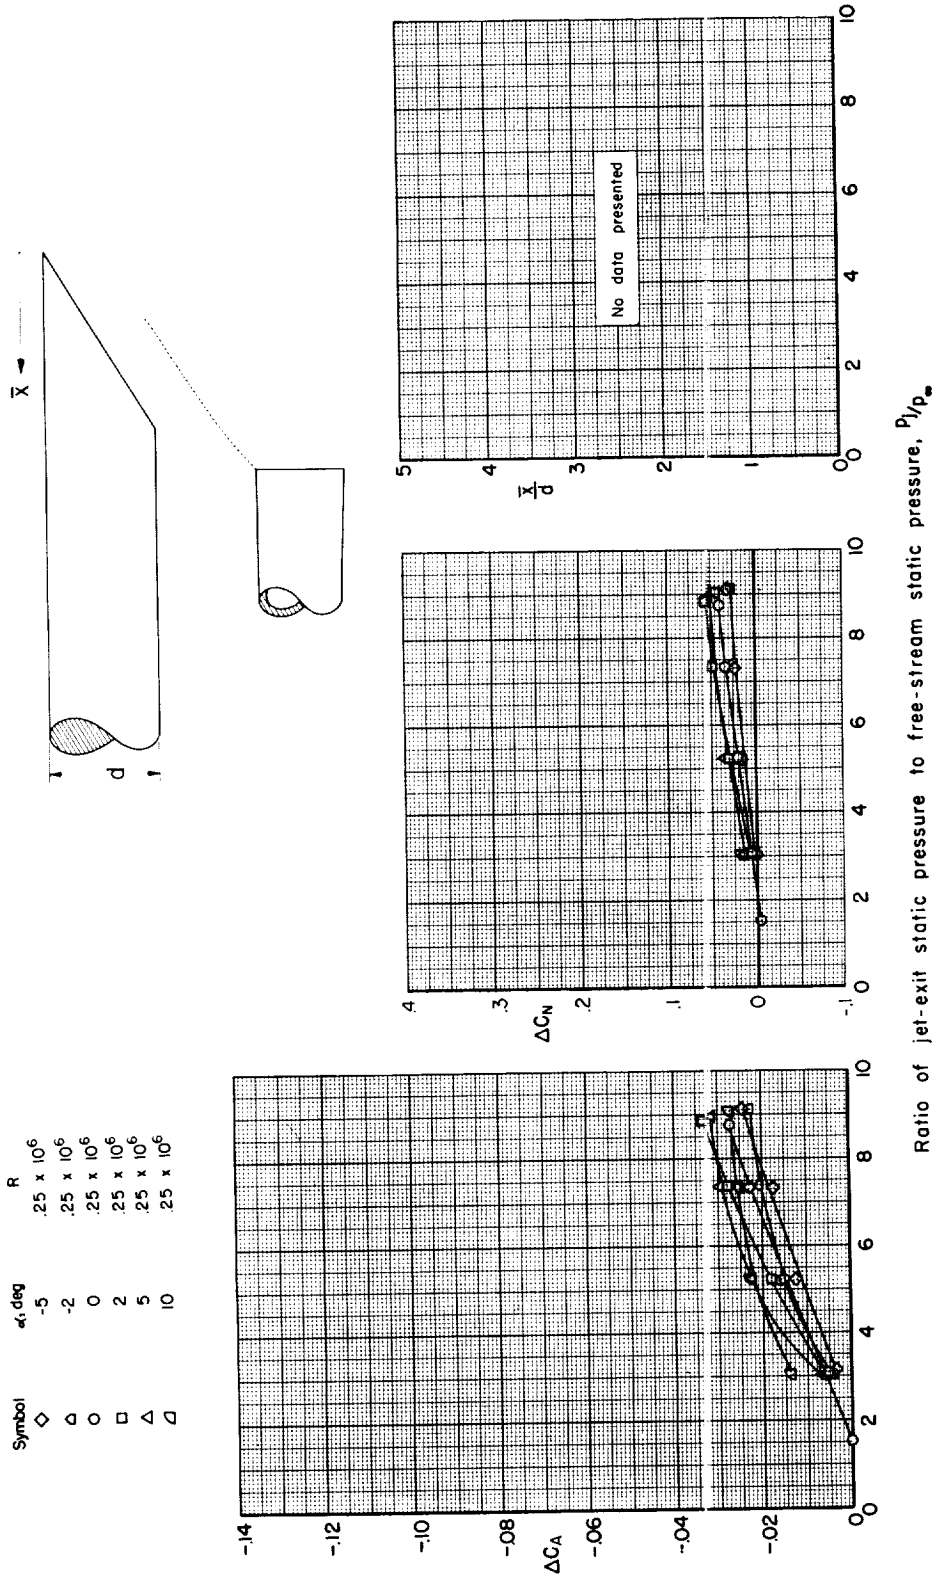 Symbol α, deg R
◇ -5 .25 x 10⁶
-2 .25 x 10⁶
○ 0 .25 x 10⁶
□ 2 .25 x 10⁶
△ 5 .25 x 10⁶
10 .25 x 10⁶
d
x̄
-.14
-.12
-.10
-.08
-.06
-.04
-.02
0
ΔC_A
0 2 4 6 8 10
.4
.3
.2
.1
0
-.1
ΔC_N
0 2 4 6 8 10
5
4
3
2
1
0
x̄/d
No data presented
0 2 4 6 8 10
Ratio of jet-exit static pressure to free-stream static pressure, p_j/p_∞